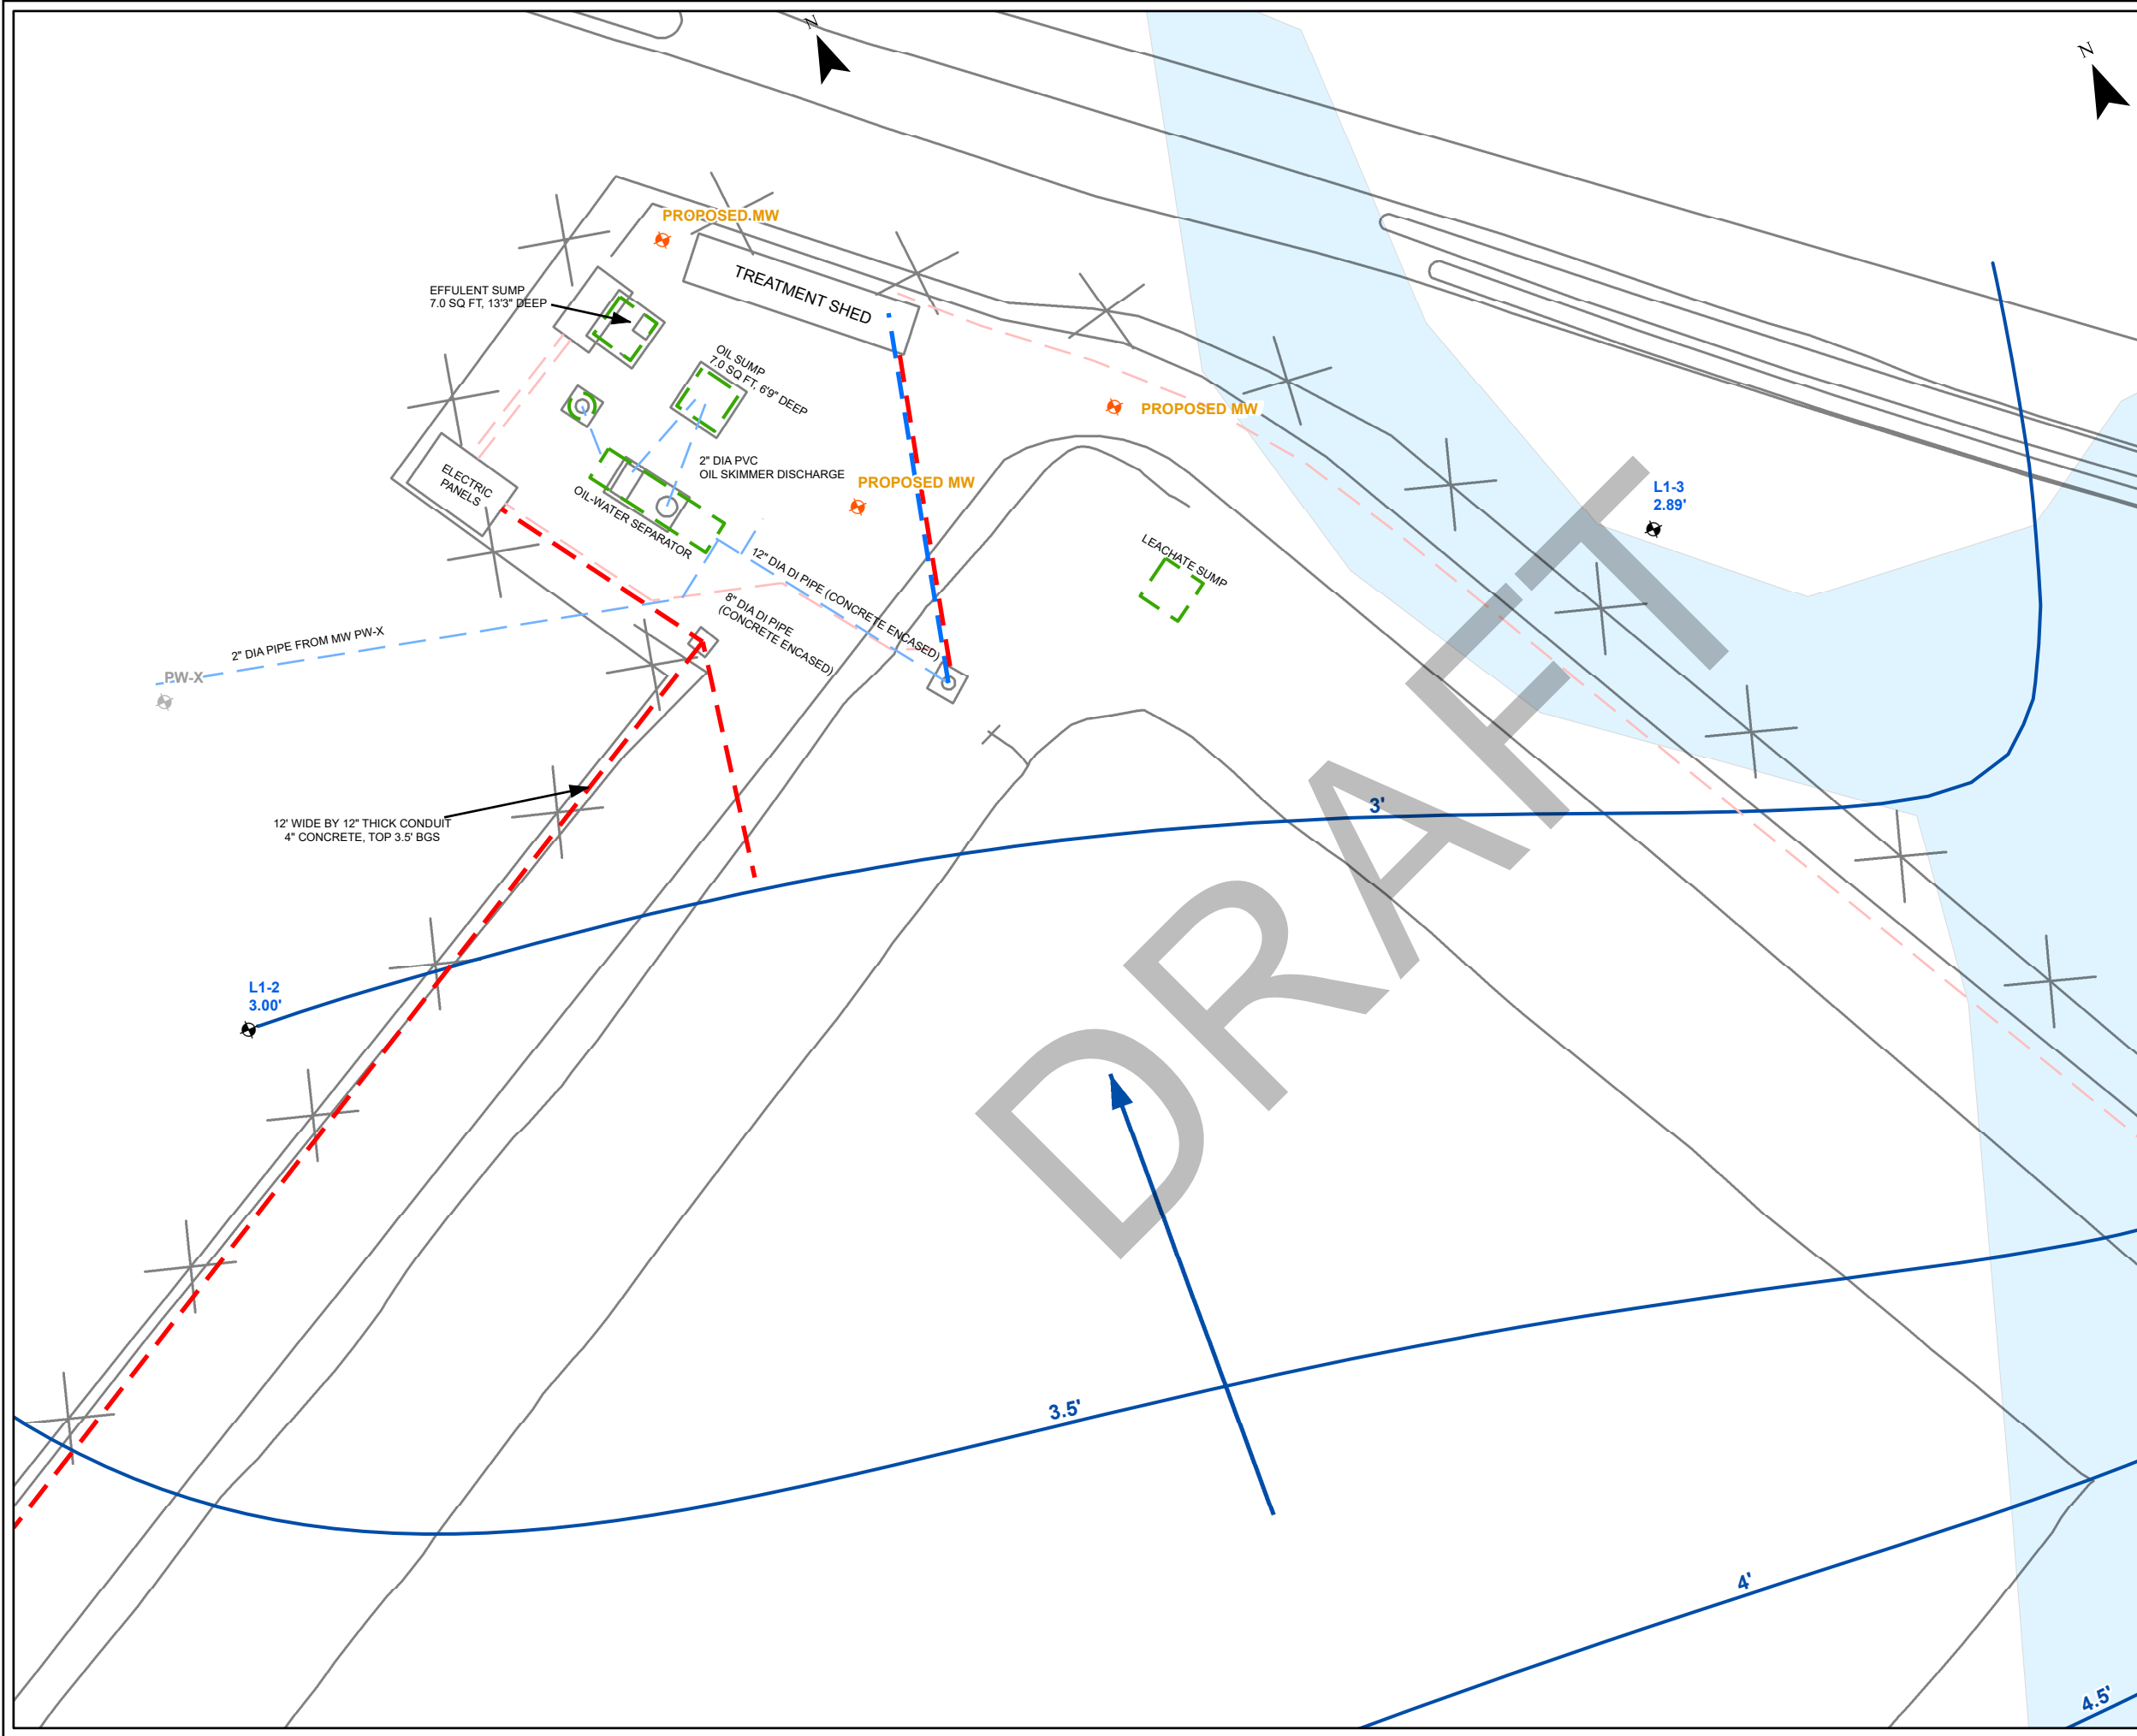 N
N
PROPOSED MW
TREATMENT SHED
EFFULENT SUMP
7.0 SQ FT, 13'3" DEEP
OIL SUMP
7.0 SQ FT, 6'9" DEEP
PROPOSED MW
2" DIA PVC
OIL SKIMMER DISCHARGE
ELECTRIC
PANELS
PROPOSED MW
OIL-WATER SEPARATOR
L1-3
2.89'
12" DIA DI PIPE (CONCRETE ENCASED)
LEACHATE SUMP
8" DIA DI PIPE
(CONCRETE ENCASED)
2" DIA PIPE FROM MW PW-X
PW-X
3'
12' WIDE BY 12" THICK CONDUIT
4" CONCRETE, TOP 3.5' BGS
DRAFT
L1-2
3.00'
3.5'
4'
4.5'